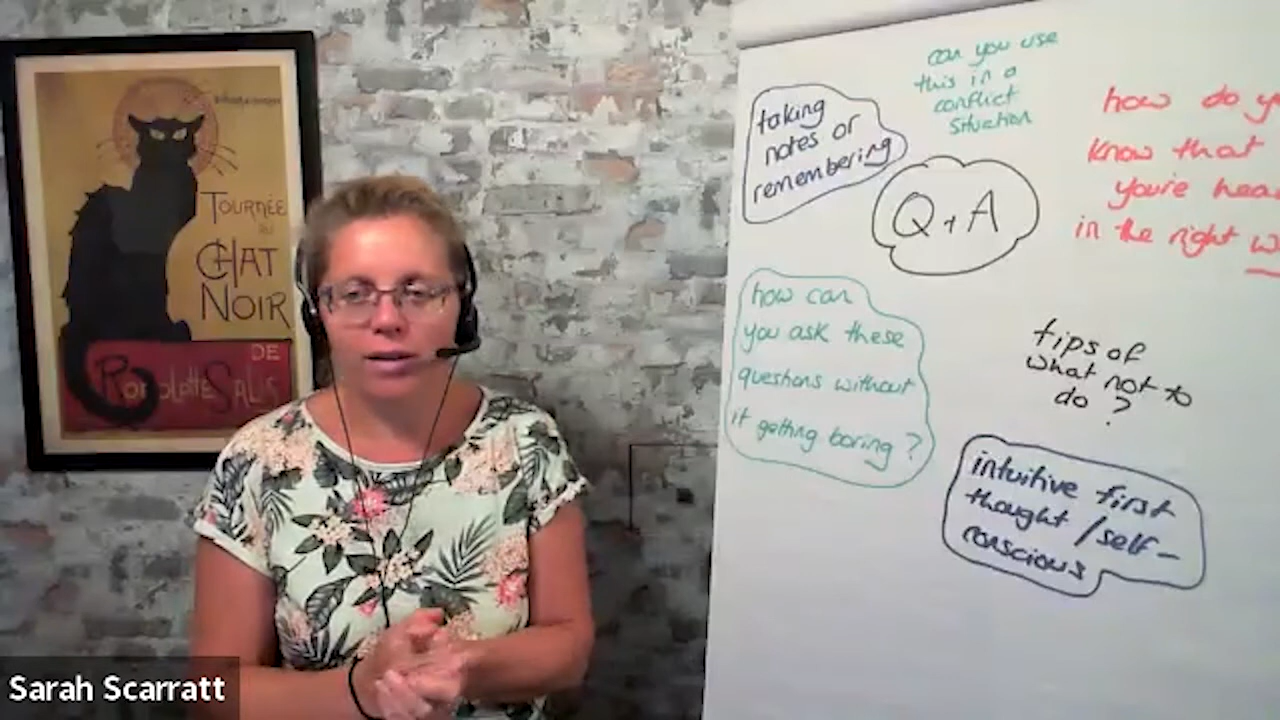 TOURNÉE
DU
CHAT
NOIR
DE
RODOLPHE SALIS
taking
notes or
remembering
can you use
this in a
conflict
situation
Q + A
how do y
know that
you're hea
in the right w
how can
you ask these
questions without
it getting boring ?
tips of
what not to
do ?
intuitive first
thought / self-
conscious
Sarah Scarratt